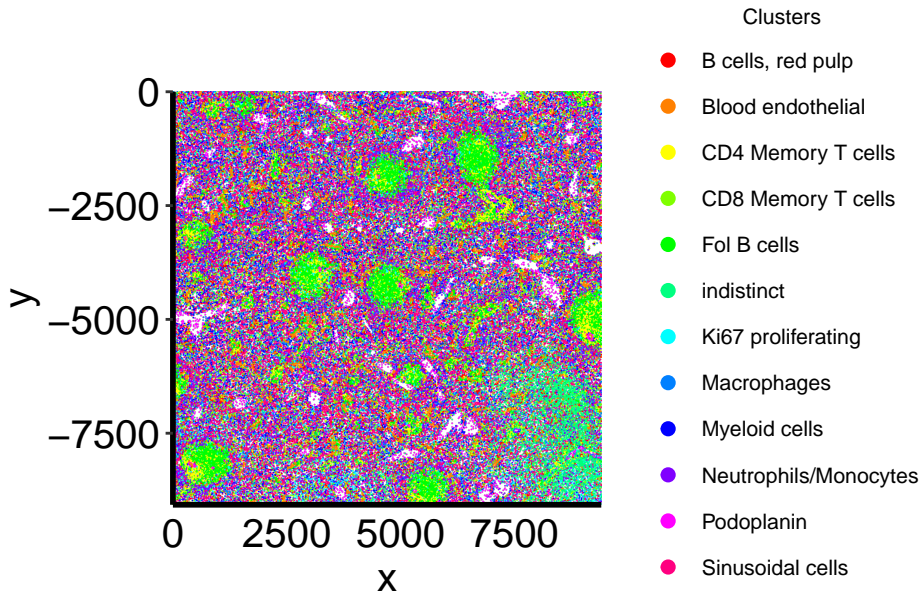 Clusters
B cells, red pulp
Blood endothelial
CD4 Memory T cells
CD8 Memory T cells
Fol B cells
indistinct
Ki67 proliferating
Macrophages
Myeloid cells
Neutrophils/Monocytes
Podoplanin
Sinusoidal cells
0
−2500
−5000
−7500
y
0 2500 5000 7500
x